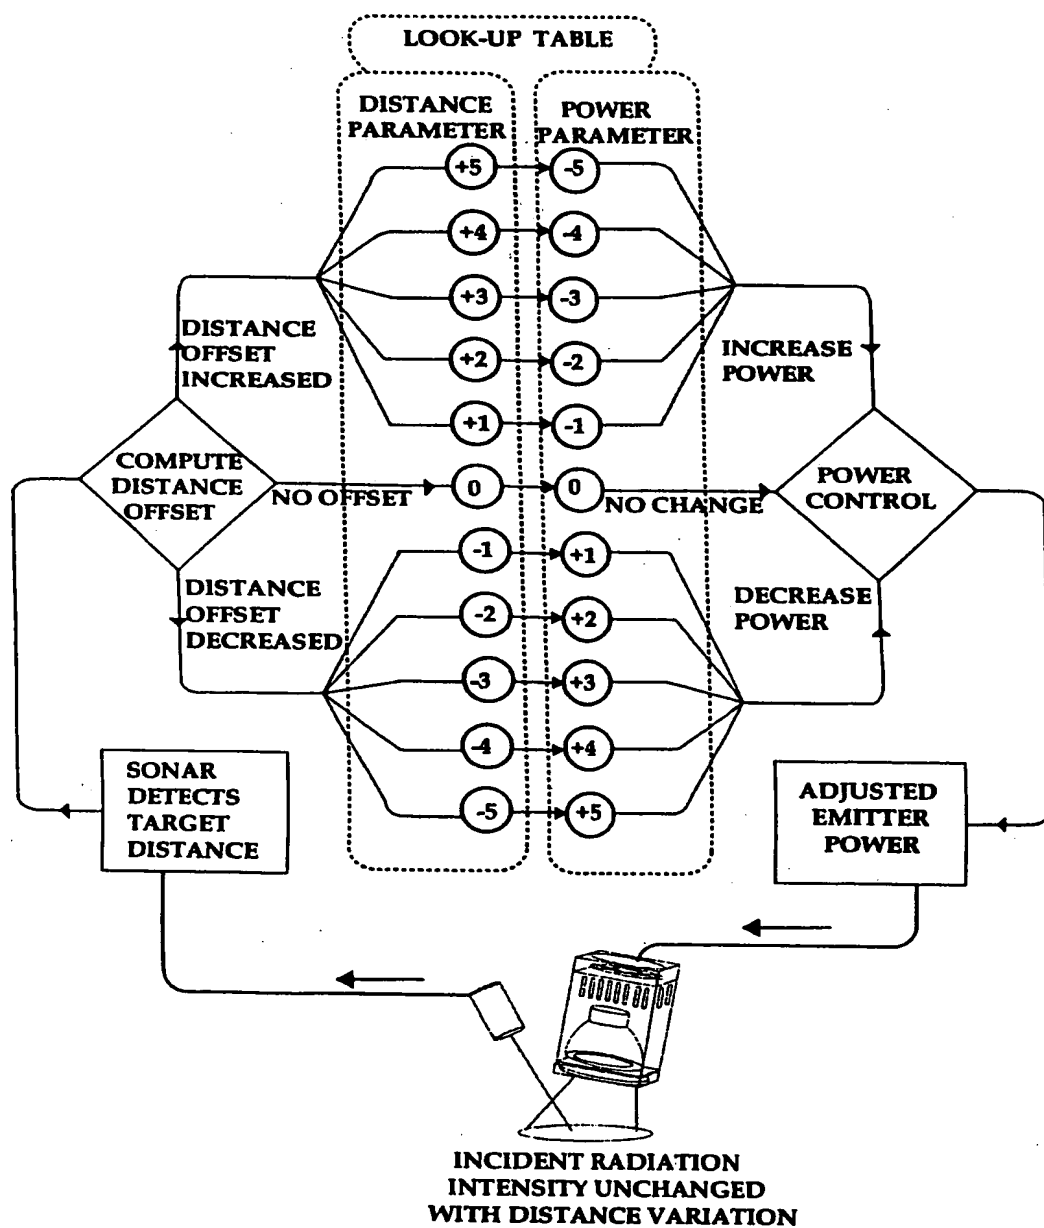 LOOK-UP TABLE
DISTANCE
PARAMETER
POWER
PARAMETER
+5
-5
+4
-4
+3
-3
+2
-2
+1
-1
0
0
-1
+1
-2
+2
-3
+3
-4
+4
-5
+5
DISTANCE
OFFSET
INCREASED
INCREASE
POWER
COMPUTE
DISTANCE
OFFSET
NO OFFSET
NO CHANGE
POWER
CONTROL
DISTANCE
OFFSET
DECREASED
DECREASE
POWER
SONAR
DETECTS
TARGET
DISTANCE
ADJUSTED
EMITTER
POWER
INCIDENT RADIATION
INTENSITY UNCHANGED
WITH DISTANCE VARIATION